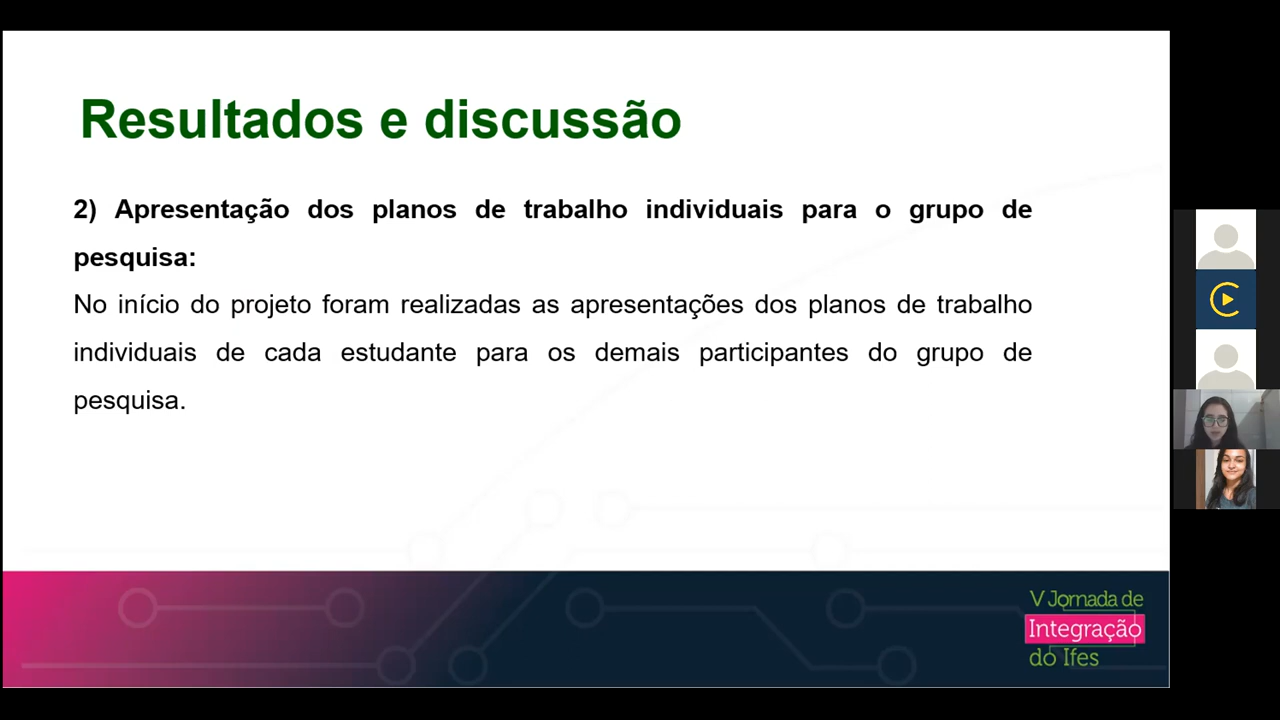 Resultados e discussão
2) Apresentação dos planos de trabalho individuais para o grupo de
pesquisa:
No início do projeto foram realizadas as apresentações dos planos de trabalho
individuais de cada estudante para os demais participantes do grupo de
pesquisa.
V Jornada de
Integração
do Ifes